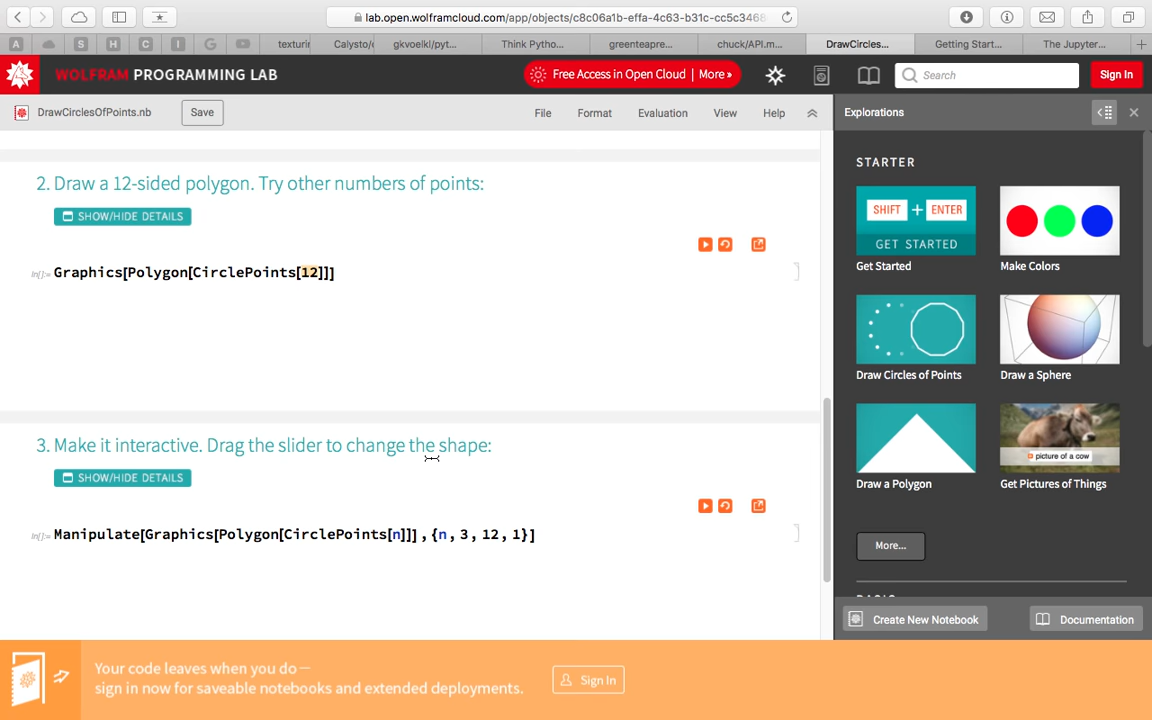 lab.open.wolframcloud.com/app/objects/c8c06a1b-effa-4c63-b31c-cc5c3468
A
S
H
C
I
G
texturin
Calysto/c
gkvoelkl/pyt...
Think Pytho...
greenteapre...
chuck/API.m...
DrawCircles...
Getting Start...
The Jupyter...
WOLFRAM PROGRAMMING LAB
Free Access in Open Cloud | More »
Search
Sign In
DrawCirclesOfPoints.nb
Save
File
Format
Evaluation
View
Help
2. Draw a 12-sided polygon. Try other numbers of points:
SHOW/HIDE DETAILS
In[]:= Graphics[Polygon[CirclePoints[12]]]
3. Make it interactive. Drag the slider to change the shape:
SHOW/HIDE DETAILS
In[]:= Manipulate[Graphics[Polygon[CirclePoints[n]]],{n, 3, 12, 1}]
Explorations
STARTER
SHIFT + ENTER
GET STARTED
Get Started
Make Colors
Draw Circles of Points
Draw a Sphere
picture of a cow
Draw a Polygon
Get Pictures of Things
More...
Create New Notebook
Documentation
Your code leaves when you do—
sign in now for saveable notebooks and extended deployments.
Sign In